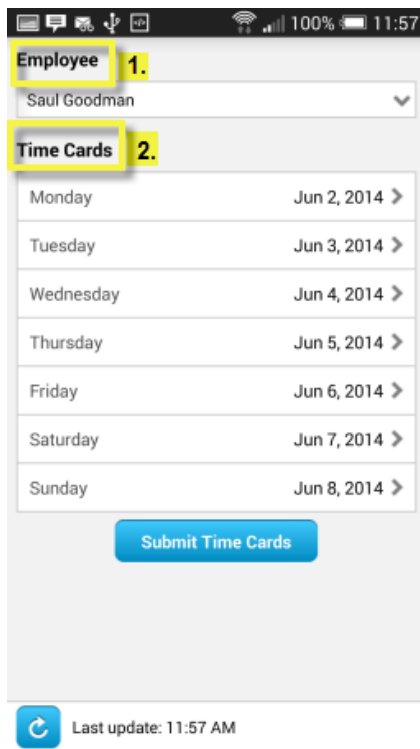 100% 11:57
Employee 1.
Saul Goodman
Time Cards 2.
Monday Jun 2, 2014
Tuesday Jun 3, 2014
Wednesday Jun 4, 2014
Thursday Jun 5, 2014
Friday Jun 6, 2014
Saturday Jun 7, 2014
Sunday Jun 8, 2014
Submit Time Cards
Last update: 11:57 AM